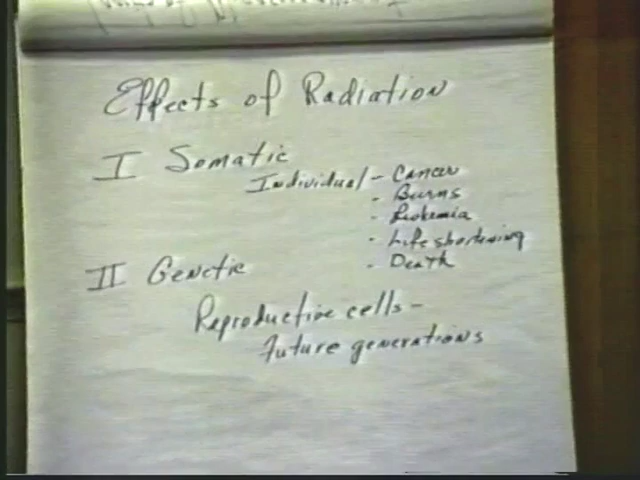 Effects of Radiation
I Somatic
Individual - Cancer
- Burns
- Leukemia
- Life shortening
- Death
II Genetic
Reproductive cells -
Future generations